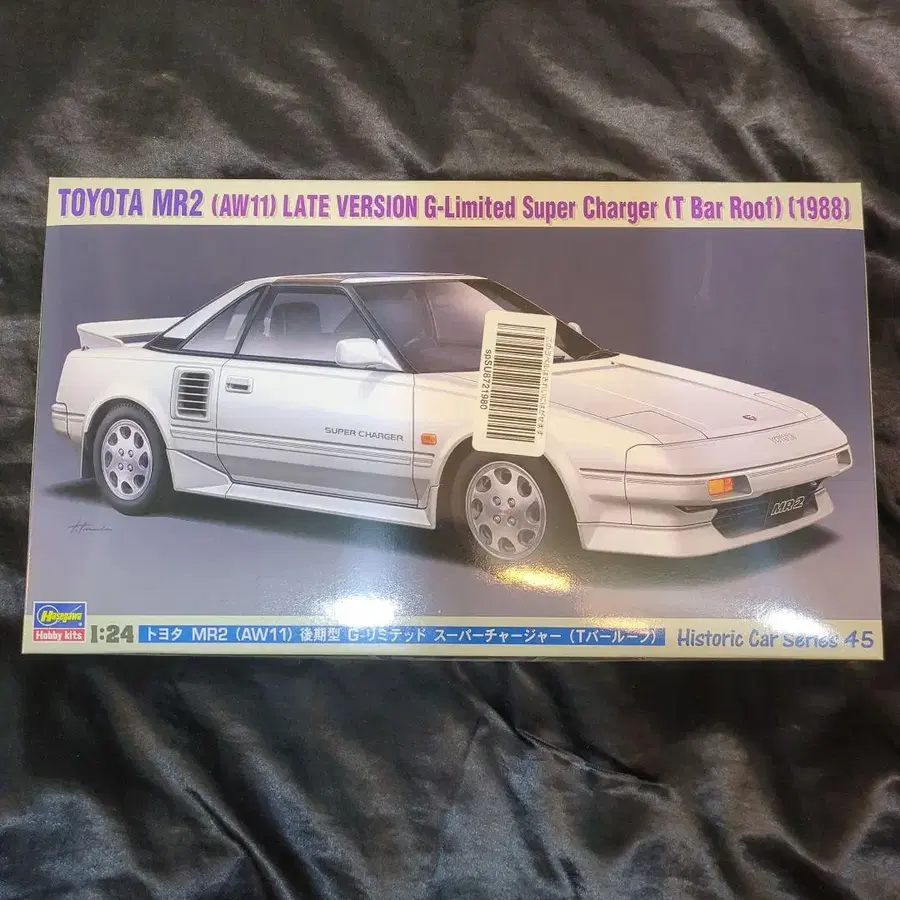 TOYOTA MR2 (AW11) LATE VERSION G-Limited Super Charger (T Bar Roof) (1988)
spSU8721980
SUPER CHARGER
TOYOTA
MR2
Hasegawa
Hobby kits
1:24
トヨタ MR2 (AW11) 後期型 G-リミテッド スーパーチャージャー (Tバールーフ)
Historic Car Series 45